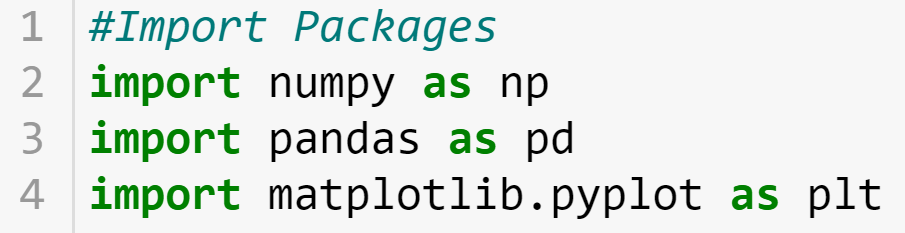 1 #Import Packages
2 import numpy as np
3 import pandas as pd
4 import matplotlib.pyplot as plt